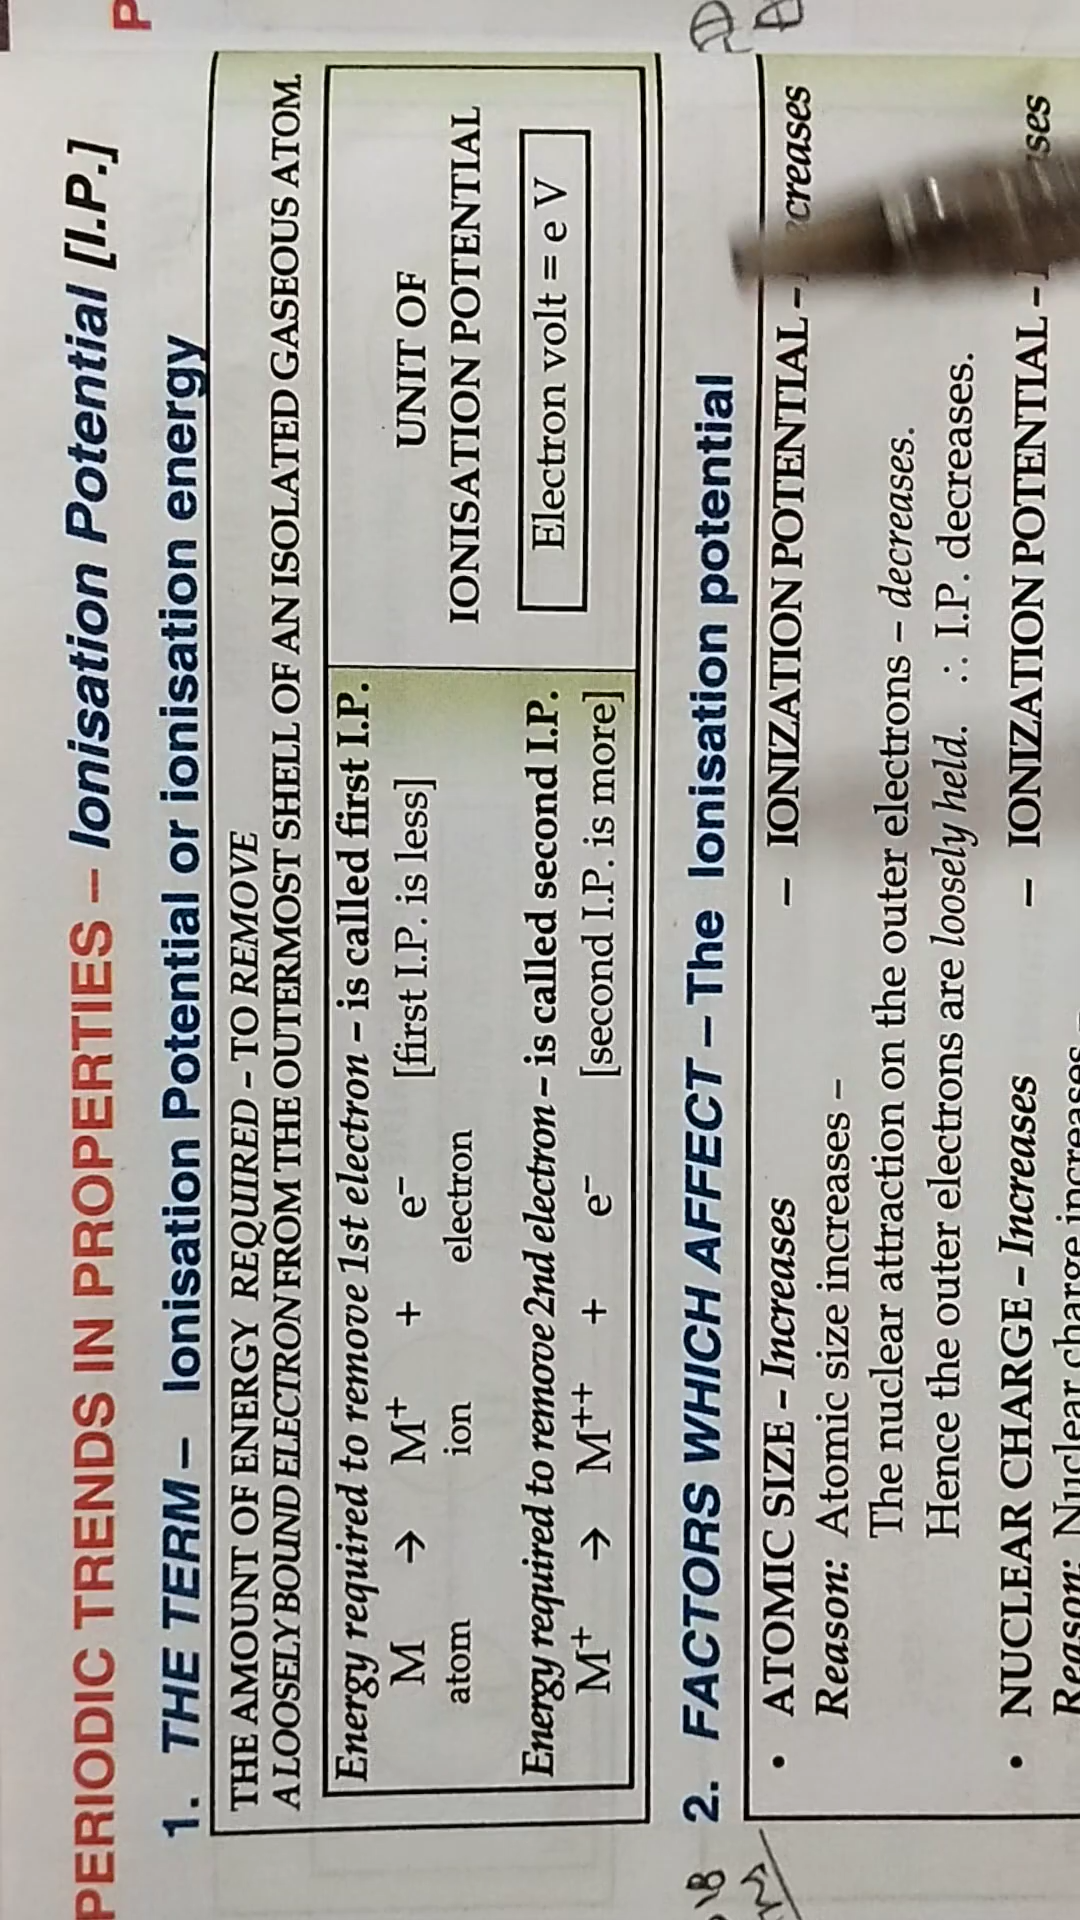 PERIODIC TRENDS IN PROPERTIES – Ionisation Potential [I.P.]
1. THE TERM – Ionisation Potential or ionisation energy
THE AMOUNT OF ENERGY REQUIRED - TO REMOVE
A LOOSELY BOUND ELECTRON FROM THE OUTERMOST SHELL OF AN ISOLATED GASEOUS ATOM.
Energy required to remove 1st electron – is called first I.P.
M → M⁺ + e⁻ [first I.P. is less]
atom ion electron
Energy required to remove 2nd electron – is called second I.P.
M⁺ → M⁺⁺ + e⁻ [second I.P. is more]
UNIT OF
IONISATION POTENTIAL
Electron volt = e V
2. FACTORS WHICH AFFECT – The Ionisation potential
• ATOMIC SIZE – Increases – IONIZATION POTENTIAL –
Reason: Atomic size increases –
The nuclear attraction on the outer electrons – decreases.
Hence the outer electrons are loosely held. ∴ I.P. decreases.
• NUCLEAR CHARGE – Increases – IONIZATION POTENTIAL –
Reason: Nuclear charge increases